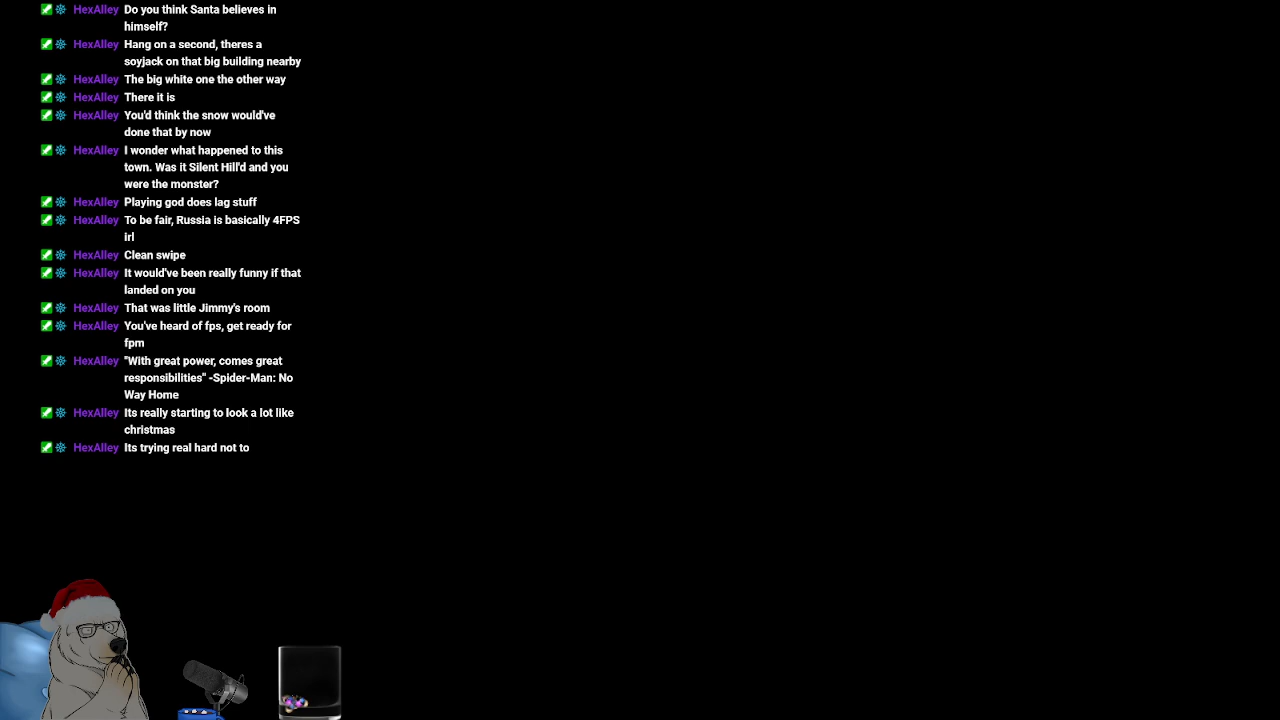 HexAlley Do you think Santa believes in
himself?
HexAlley Hang on a second, theres a
soyjack on that big building nearby
HexAlley The big white one the other way
HexAlley There it is
HexAlley You'd think the snow would've
done that by now
HexAlley I wonder what happened to this
town. Was it Silent Hill'd and you
were the monster?
HexAlley Playing god does lag stuff
HexAlley To be fair, Russia is basically 4FPS
irl
HexAlley Clean swipe
HexAlley It would've been really funny if that
landed on you
HexAlley That was little Jimmy's room
HexAlley You've heard of fps, get ready for
fpm
HexAlley "With great power, comes great
responsibilities" -Spider-Man: No
Way Home
HexAlley Its really starting to look a lot like
christmas
HexAlley Its trying real hard not to